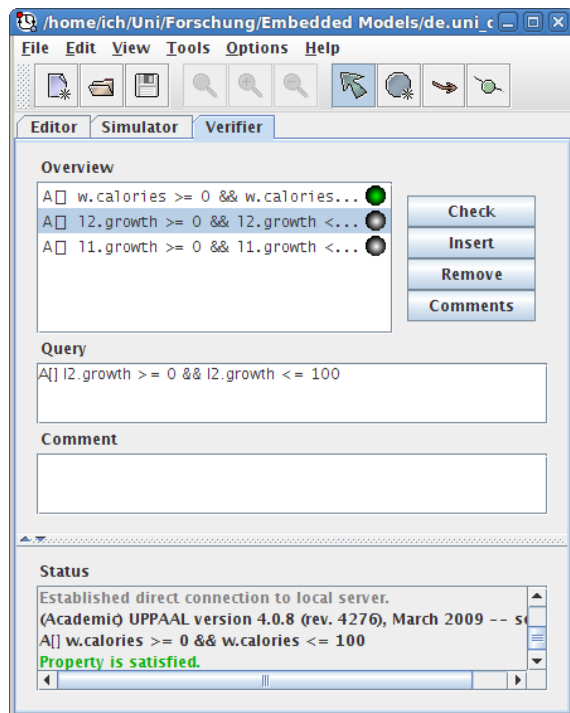 /home/ich/Uni/Forschung/Embedded Models/de.uni_c
File Edit View Tools Options Help
Editor Simulator Verifier
Overview
A[] w.calories >= 0 && w.calories...
A[] l2.growth >= 0 && l2.growth <...
A[] l1.growth >= 0 && l1.growth <...
Check
Insert
Remove
Comments
Query
A[] l2.growth >= 0 && l2.growth <= 100
Comment
Status
Established direct connection to local server.
(Academic) UPPAAL version 4.0.8 (rev. 4276), March 2009 -- se
A[] w.calories >= 0 && w.calories <= 100
Property is satisfied.